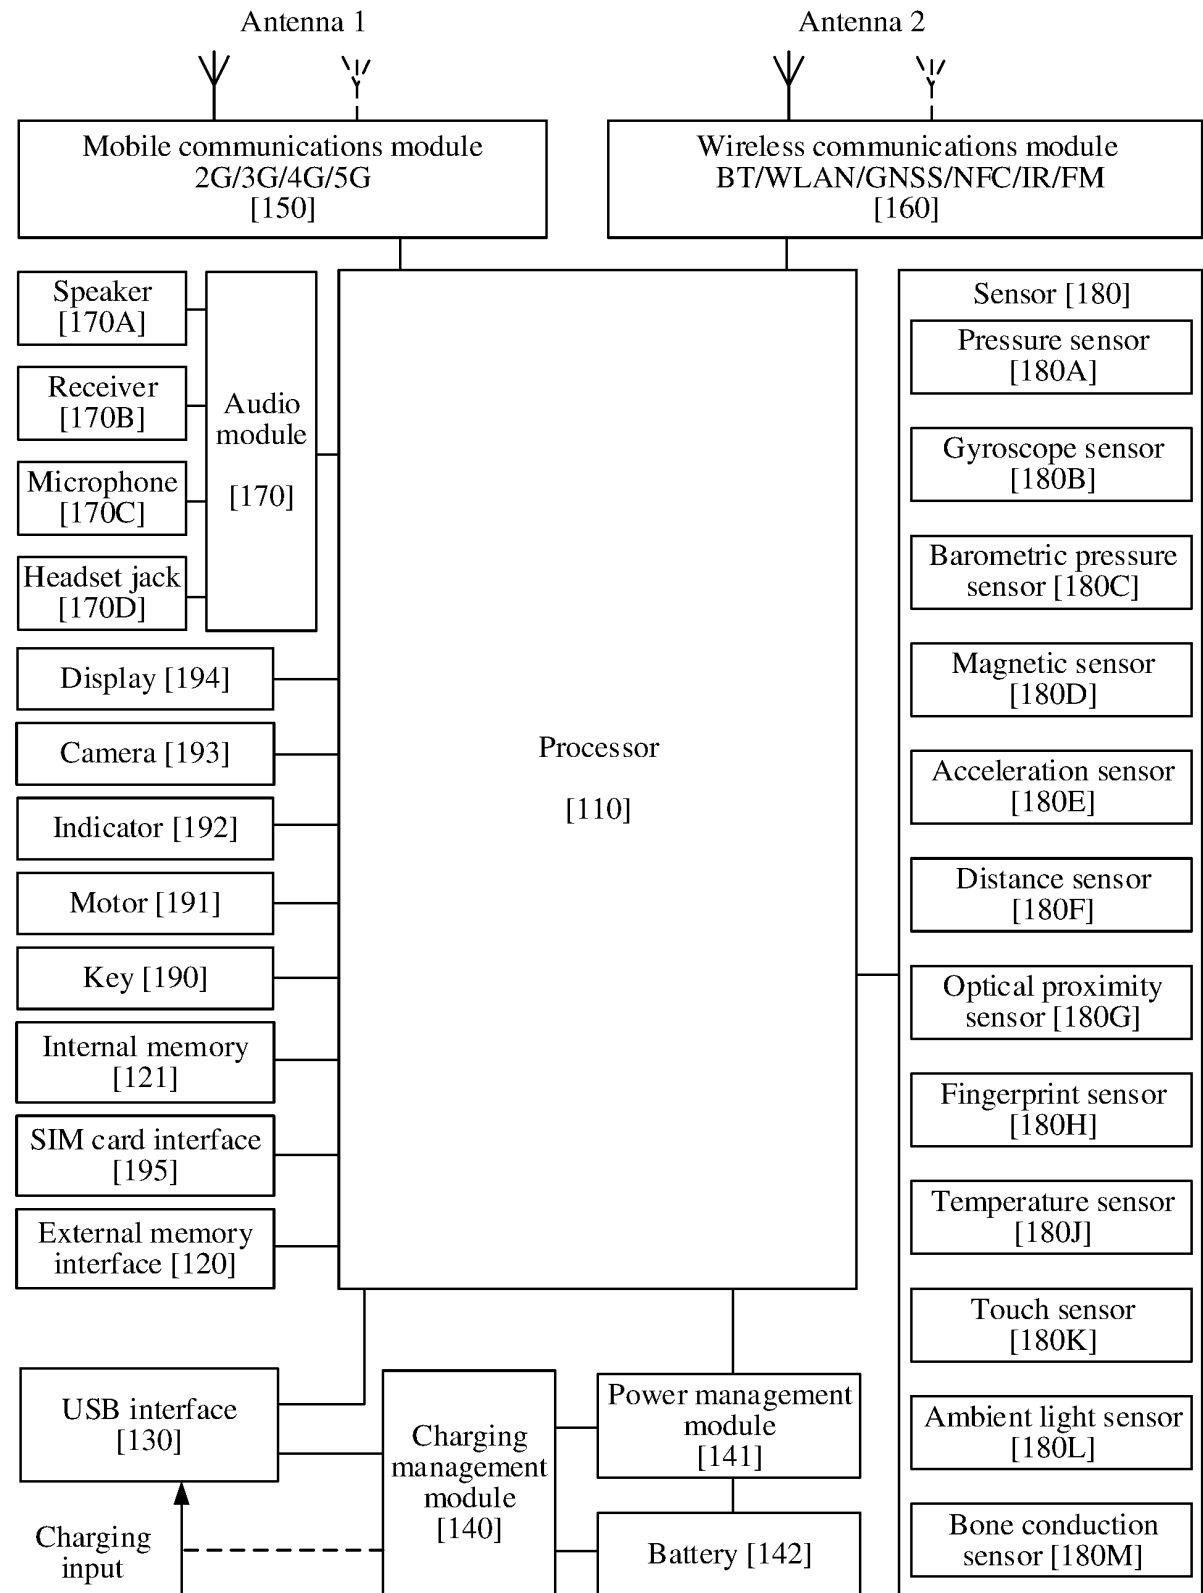 Antenna 1
Antenna 2
Mobile communications module
2G/3G/4G/5G
[150]
Wireless communications module
BT/WLAN/GNSS/NFC/IR/FM
[160]
Speaker
[170A]
Receiver
[170B]
Microphone
[170C]
Headset jack
[170D]
Audio
module
[170]
Display [194]
Camera [193]
Indicator [192]
Motor [191]
Key [190]
Internal memory
[121]
SIM card interface
[195]
External memory
interface [120]
Processor
[110]
Sensor [180]
Pressure sensor
[180A]
Gyroscope sensor
[180B]
Barometric pressure
sensor [180C]
Magnetic sensor
[180D]
Acceleration sensor
[180E]
Distance sensor
[180F]
Optical proximity
sensor [180G]
Fingerprint sensor
[180H]
Temperature sensor
[180J]
Touch sensor
[180K]
Ambient light sensor
[180L]
Bone conduction
sensor [180M]
USB interface
[130]
Charging
input
Charging
management
module
[140]
Power management
module
[141]
Battery [142]